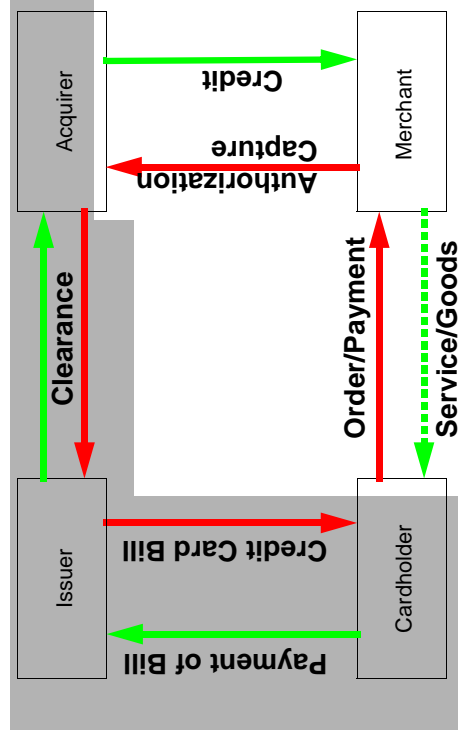 Issuer
Clearance
Acquirer
Payment of Bill
Credit Card Bill
Authorization
Capture
Credit
Cardholder
Order/Payment
Service/Goods
Merchant